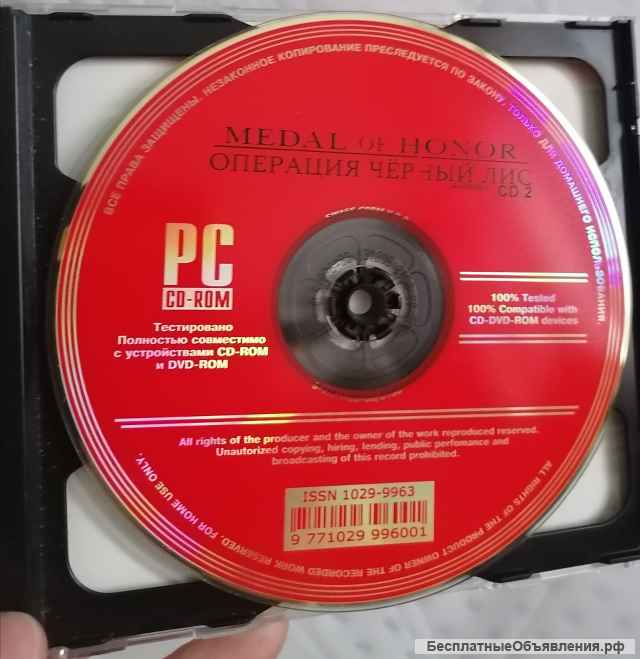 ВСЕ ПРАВА ЗАЩИЩЕНЫ. НЕЗАКОННОЕ КОПИРОВАНИЕ ПРЕСЛЕДУЕТСЯ ПО ЗАКОНУ. ТОЛЬКО ДЛЯ ДОМАШНЕГО ИСПОЛЬЗОВАНИЯ.
MEDAL OF HONOR
ОПЕРАЦИЯ ЧЁРНЫЙ ЛИС
CD 2
PC
CD-ROM
Тестировано
Полностью совместимо
с устройствами CD-ROM
и DVD-ROM
100% Tested
100% Compatible with
CD-DVD-ROM devices
All rights of the producer and the owner of the work reproduced reserved.
Unautorized copying, hiring, lending, public perfomance and
broadcasting of this record prohibited.
ISSN 1029-9963
9 771029 996001
ALL RIGHTS OF THE PRODUCT OWNER OF THE RECORDED WORK RESERVED. FOR HOME USE ONLY.
БесплатныеОбъявления.рф